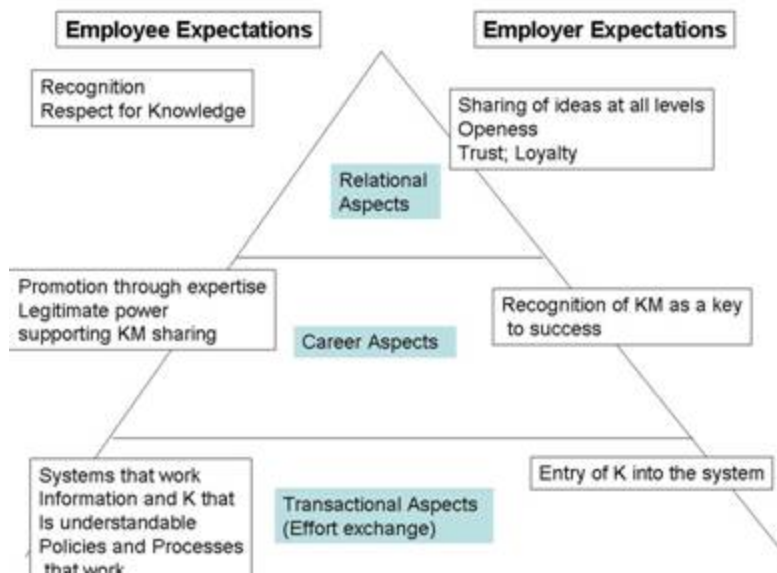 Employee Expectations
Employer Expectations
Recognition
Respect for Knowledge
Sharing of ideas at all levels
Openess
Trust; Loyalty
Relational
Aspects
Promotion through expertise
Legitimate power
supporting KM sharing
Career Aspects
Recognition of KM as a key
to success
Systems that work
Information and K that
Is understandable
Policies and Processes
that work
Transactional Aspects
(Effort exchange)
Entry of K into the system